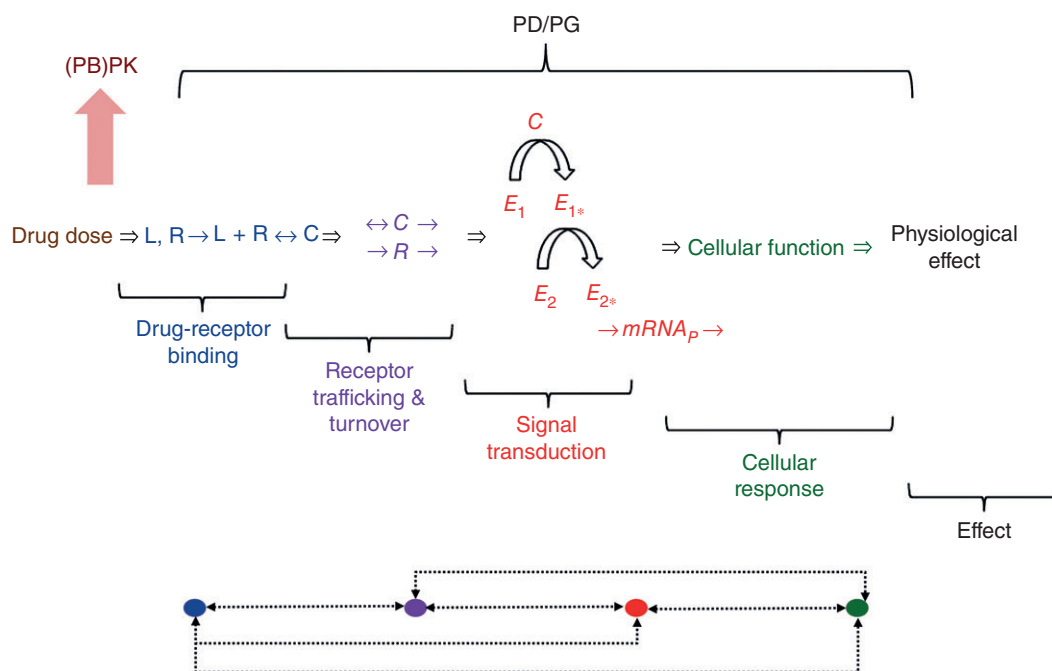 PD/PG
(PB)PK
C
E1 E1*
Drug dose ⇒ L, R → L + R ↔ C ⇒ ↔ C → ⇒ ⇒ Cellular function ⇒ Physiological
→ R → effect
E2 E2*
→ mRNAP →
Drug-receptor
binding
Receptor
trafficking &
turnover
Signal
transduction
Cellular
response
Effect